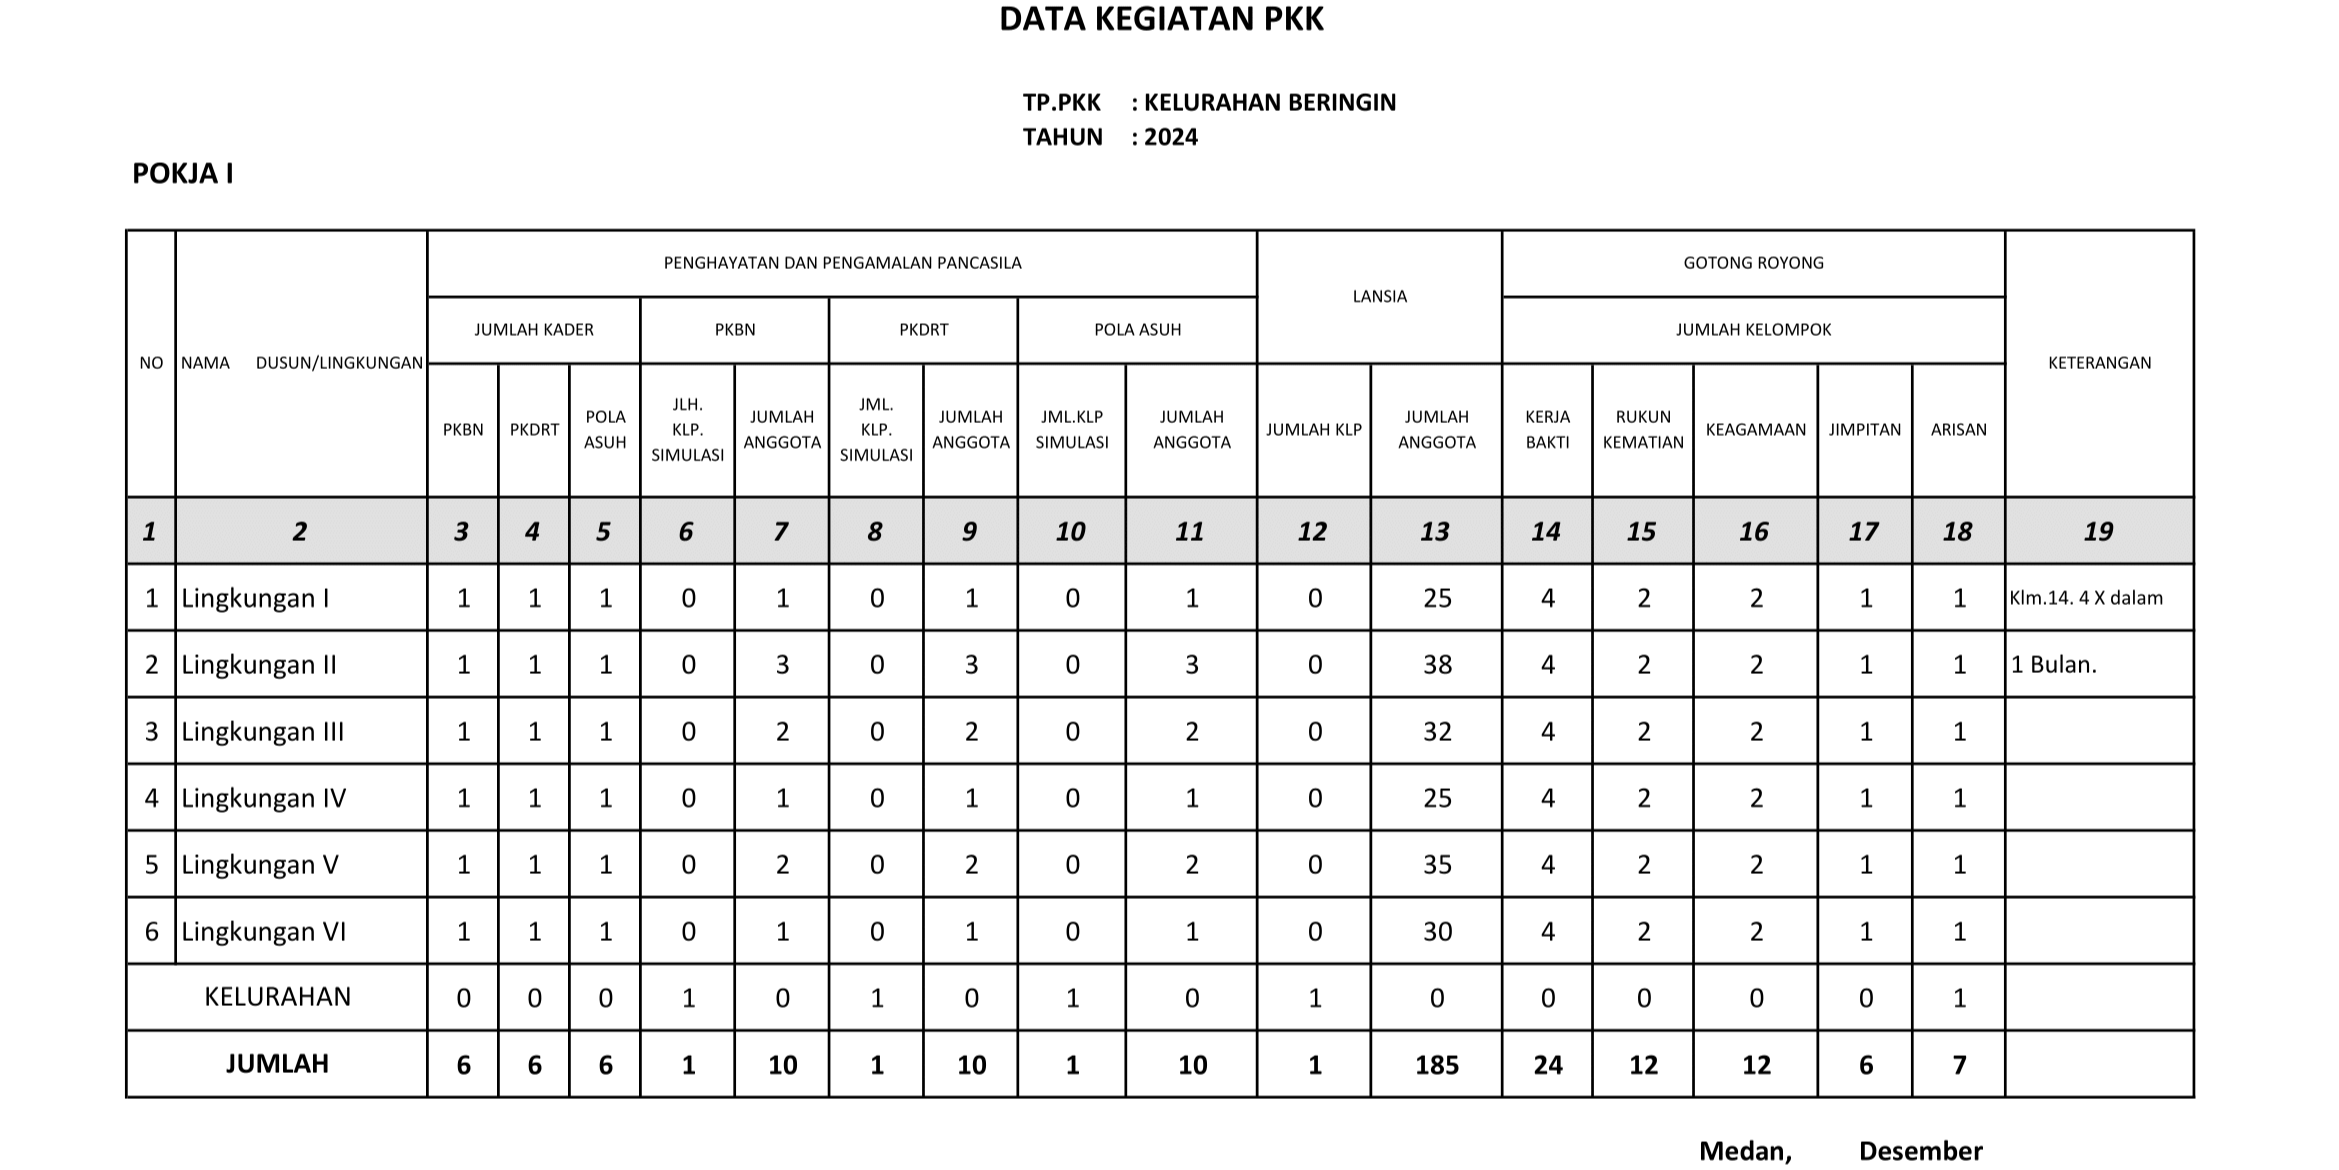 DATA KEGIATAN PKK
TP.PKK : KELURAHAN BERINGIN
TAHUN : 2024
POKJA I
NO NAMA DUSUN/LINGKUNGAN PENGHAYATAN DAN PENGAMALAN PANCASILA LANSIA GOTONG ROYONG KETERANGAN
JUMLAH KADER PKBN PKDRT POLA ASUH JUMLAH KELOMPOK
PKBN PKDRT POLA ASUH JLH. KLP. SIMULASI JUMLAH ANGGOTA JML. KLP. SIMULASI JUMLAH ANGGOTA JML.KLP SIMULASI JUMLAH ANGGOTA JUMLAH KLP JUMLAH ANGGOTA KERJA BAKTI RUKUN KEMATIAN KEAGAMAAN JIMPITAN ARISAN
1 2 3 4 5 6 7 8 9 10 11 12 13 14 15 16 17 18 19
1 Lingkungan I 1 1 1 0 1 0 1 0 1 0 25 4 2 2 1 1 Klm.14. 4 X dalam
2 Lingkungan II 1 1 1 0 3 0 3 0 3 0 38 4 2 2 1 1 1 Bulan.
3 Lingkungan III 1 1 1 0 2 0 2 0 2 0 32 4 2 2 1 1
4 Lingkungan IV 1 1 1 0 1 0 1 0 1 0 25 4 2 2 1 1
5 Lingkungan V 1 1 1 0 2 0 2 0 2 0 35 4 2 2 1 1
6 Lingkungan VI 1 1 1 0 1 0 1 0 1 0 30 4 2 2 1 1
KELURAHAN 0 0 0 1 0 1 0 1 0 1 0 0 0 0 0 1
JUMLAH 6 6 6 1 10 1 10 1 10 1 185 24 12 12 6 7
Medan, Desember